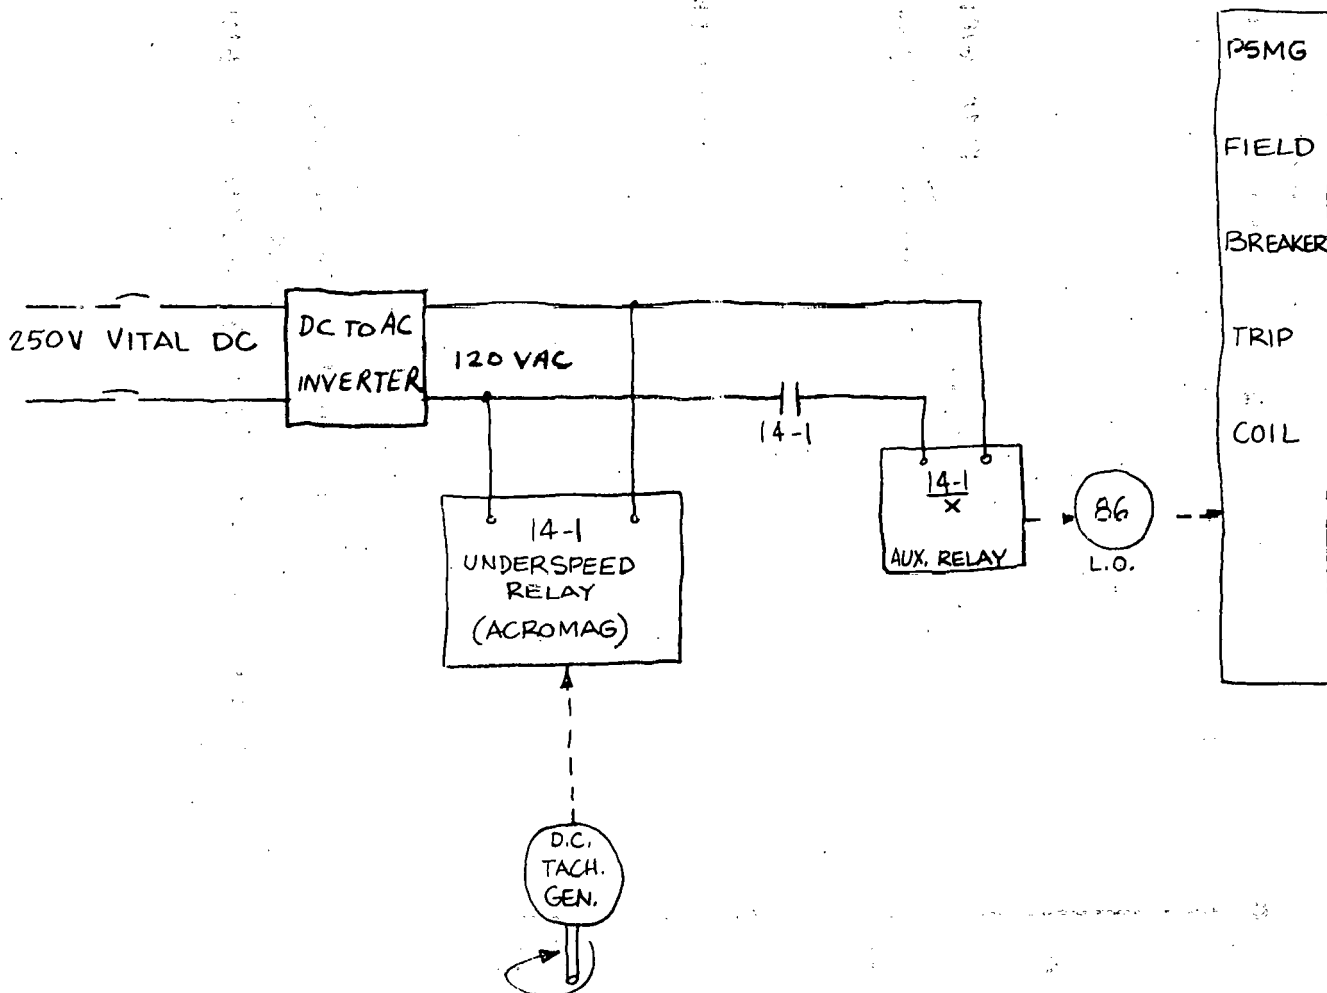 PSMG
FIELD
BREAKER
TRIP
COIL
250V VITAL DC
DC TO AC
INVERTER
120 VAC
14-1
14-1
X
AUX. RELAY
86
L.O.
14-1
UNDERSPEED
RELAY
(ACROMAG)
D.C.
TACH.
GEN.